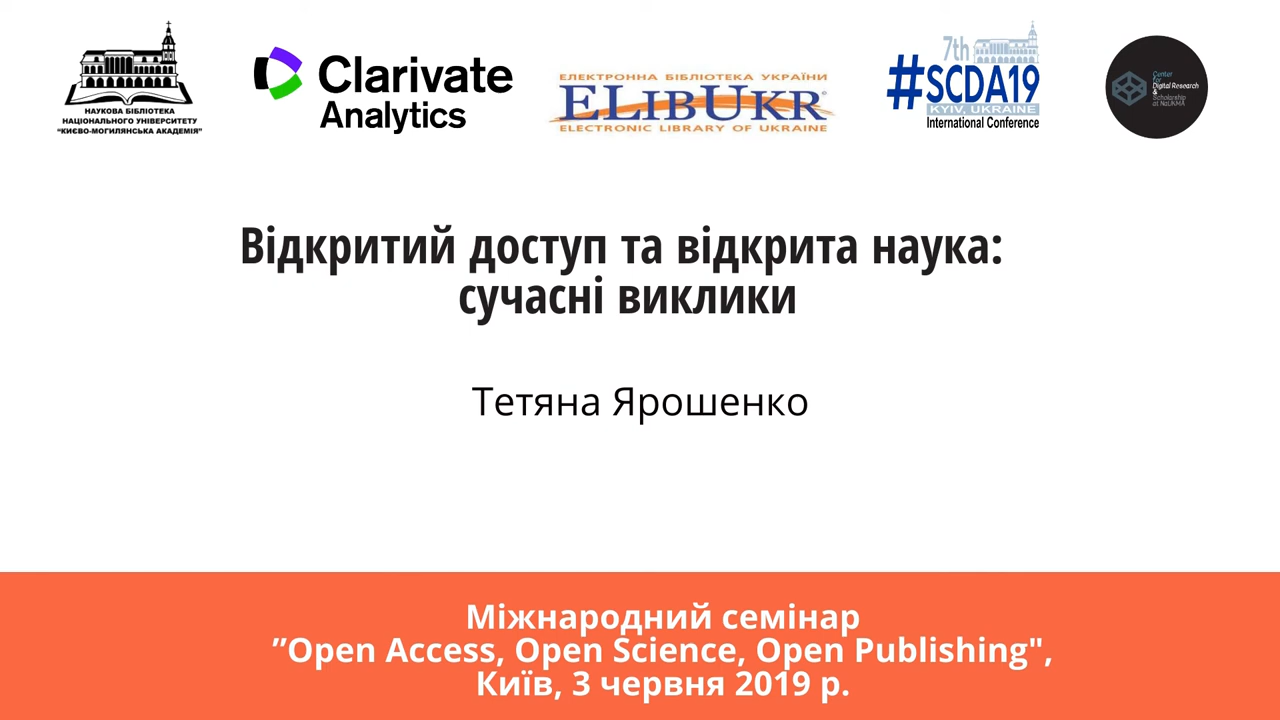 НАУКОВА БІБЛІОТЕКА
НАЦІОНАЛЬНОГО УНІВЕРСИТЕТУ
“КИЄВО-МОГИЛЯНСЬКА АКАДЕМІЯ”
Clarivate
Analytics
ЕЛЕКТРОННА БІБЛІОТЕКА УКРАЇНИ
ELIBUKR®
ELECTRONIC LIBRARY OF UKRAINE
7th
#SCDA19
KYIV, UKRAINE
International Conference
Center
for
Digital Research
&
Scholarship
at NaUKMA
Відкритий доступ та відкрита наука:
сучасні виклики
Тетяна Ярошенко
Міжнародний семінар
”Open Access, Open Science, Open Publishing",
Київ, 3 червня 2019 р.